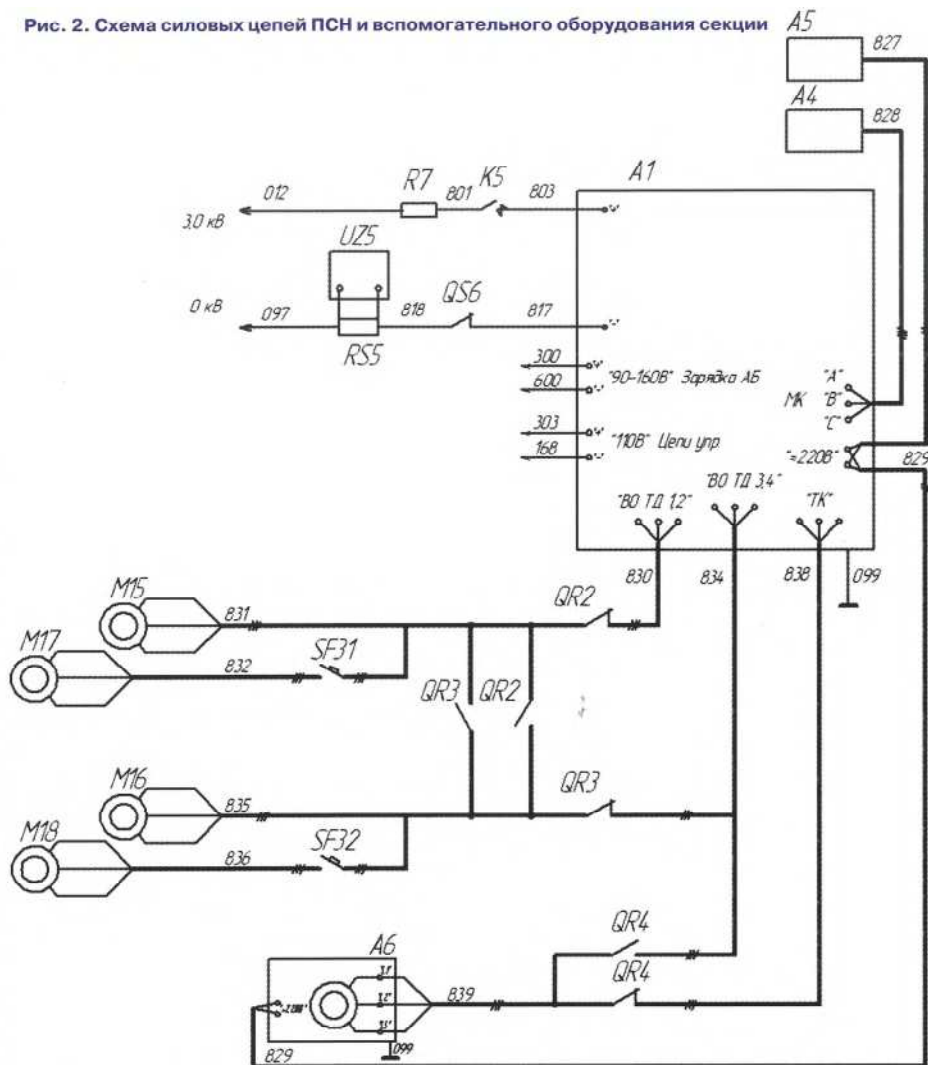 Рис. 2. Схема силовых цепей ПСН и вспомогательного оборудования секции
A5
827
A4
828
A1
012
R7
801
K5
803
"+"
3,0 кВ
UZ5
0 кВ
097
818
QS6
817
"-"
RS5
300
"+"
600
"-"
"90-160В" Зарядка АБ
303
"+"
168
"-"
"110В" Цепи упр.
МК
"А"
"В"
"С"
"≈220В"
829
"ВО ТД 1,2"
"ВО ТД 3,4"
"ТК"
830
834
838
099
M15
831
QR2
M17
832
SF31
QR3
QR2
M16
835
QR3
M18
836
SF32
QR4
A6
QR4
839
829
099